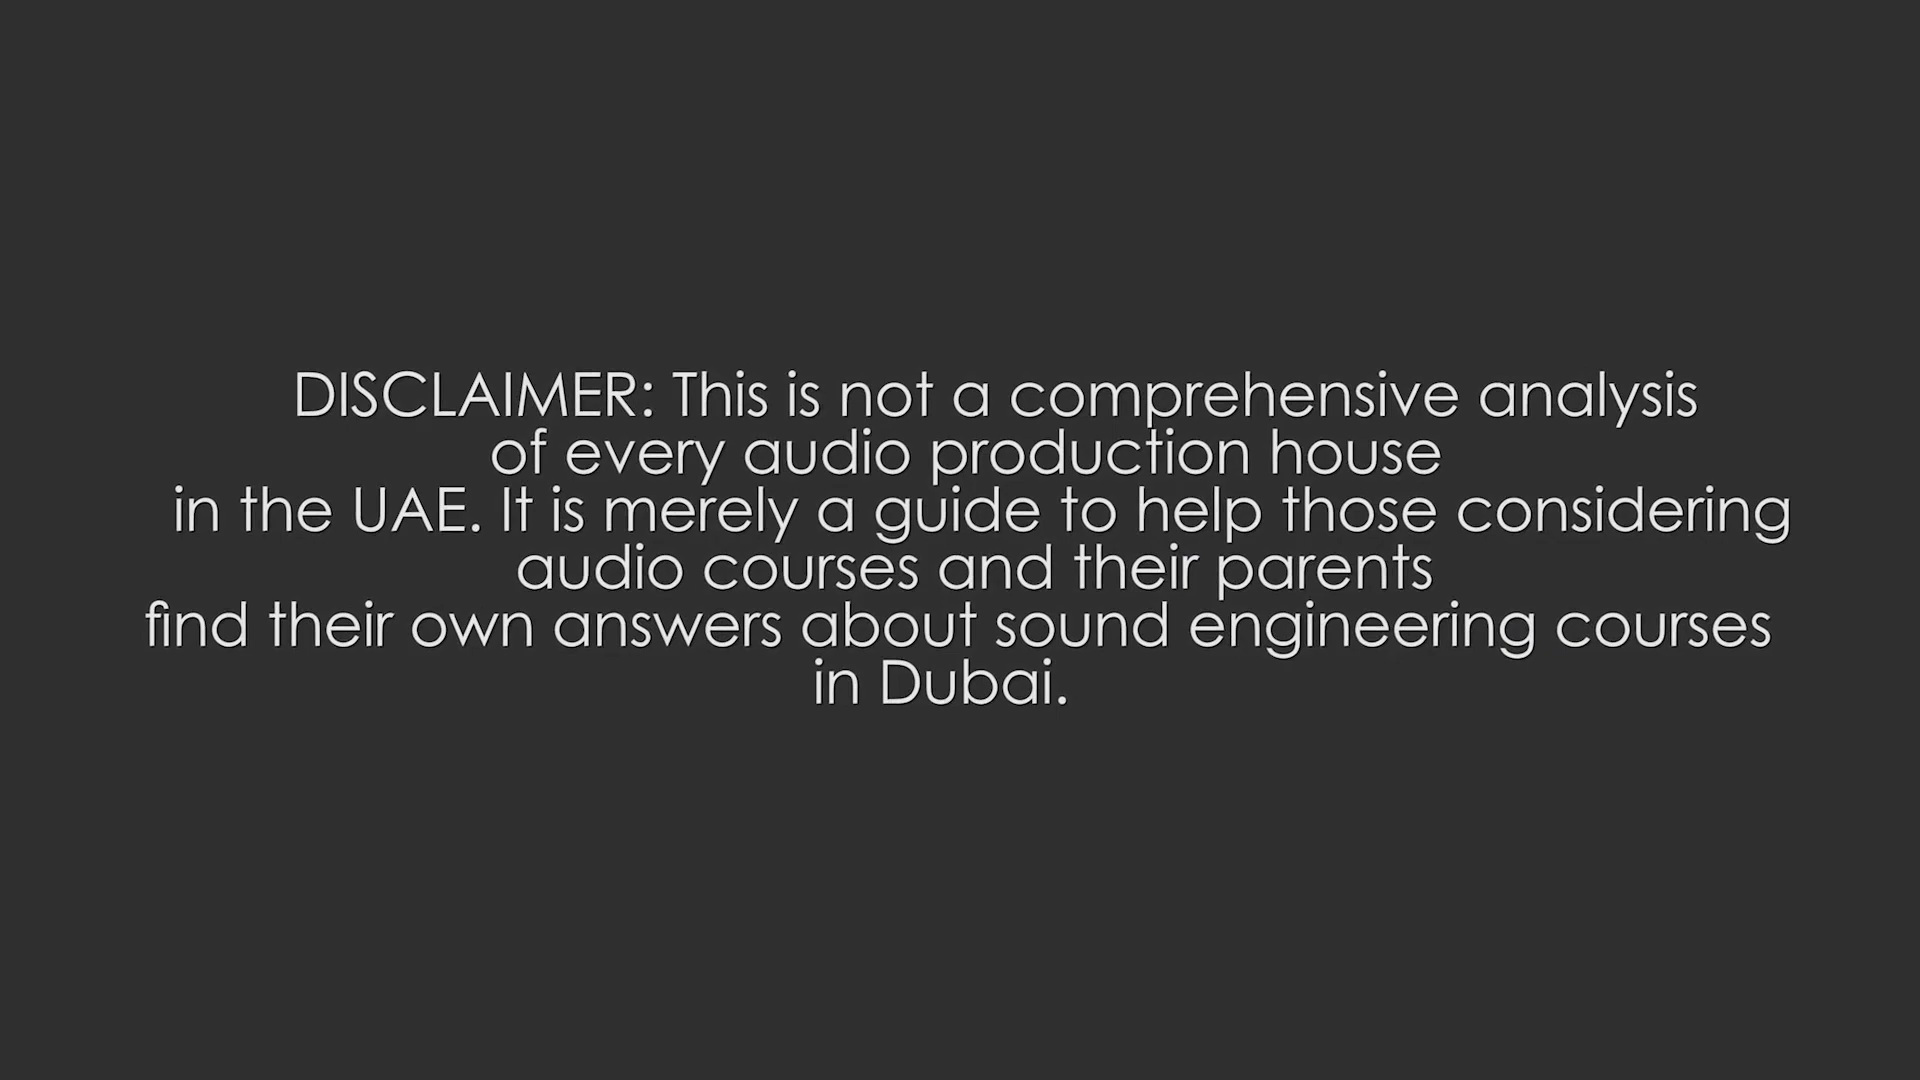 DISCLAIMER: This is not a comprehensive analysis
of every audio production house
in the UAE. It is merely a guide to help those considering
audio courses and their parents
find their own answers about sound engineering courses
in Dubai.